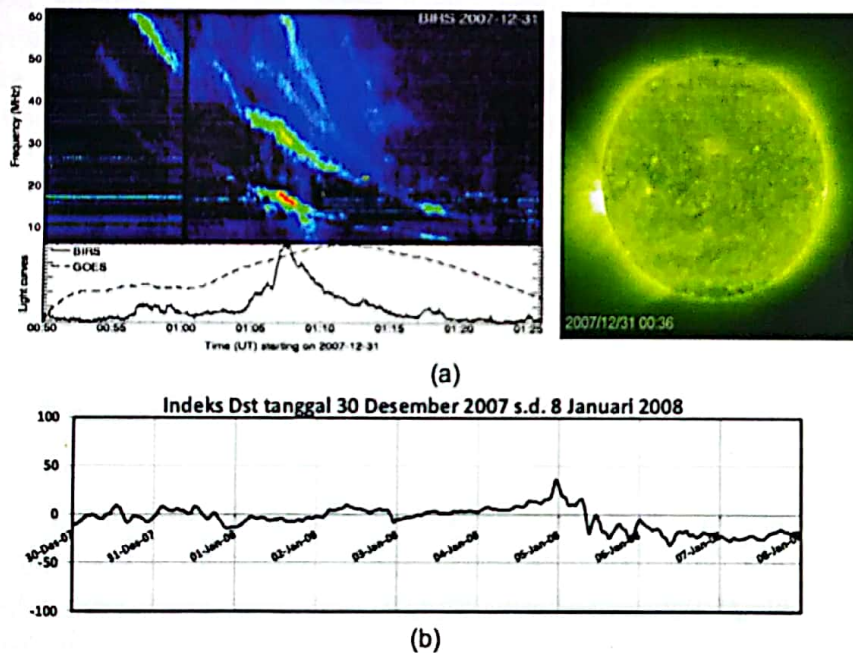 BIRS 2007-12-31
60
50
40
30
20
10
Frequency (MHz)
BIRS
GOES
Light curves
00:50 00:55 01:00 01:05 01:10 01:15 01:20 01:25
Time (UT) starting on 2007-12-31
2007/12/31 00:36
(a)
Indeks Dst tanggal 30 Desember 2007 s.d. 8 Januari 2008
100
50
0
-50
-100
30-Des-07 31-Des-07 01-Jan-08 02-Jan-08 03-Jan-08 04-Jan-08 05-Jan-08 06-Jan-08 07-Jan-08 08-Jan-08
(b)